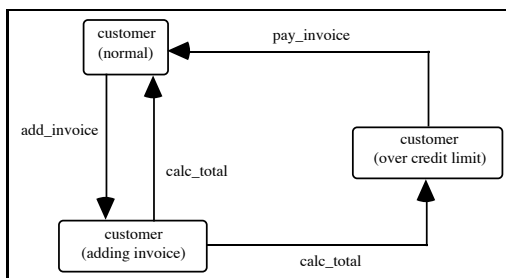 customer
(normal)
pay_invoice
add_invoice
customer
(over credit limit)
calc_total
customer
(adding invoice)
calc_total